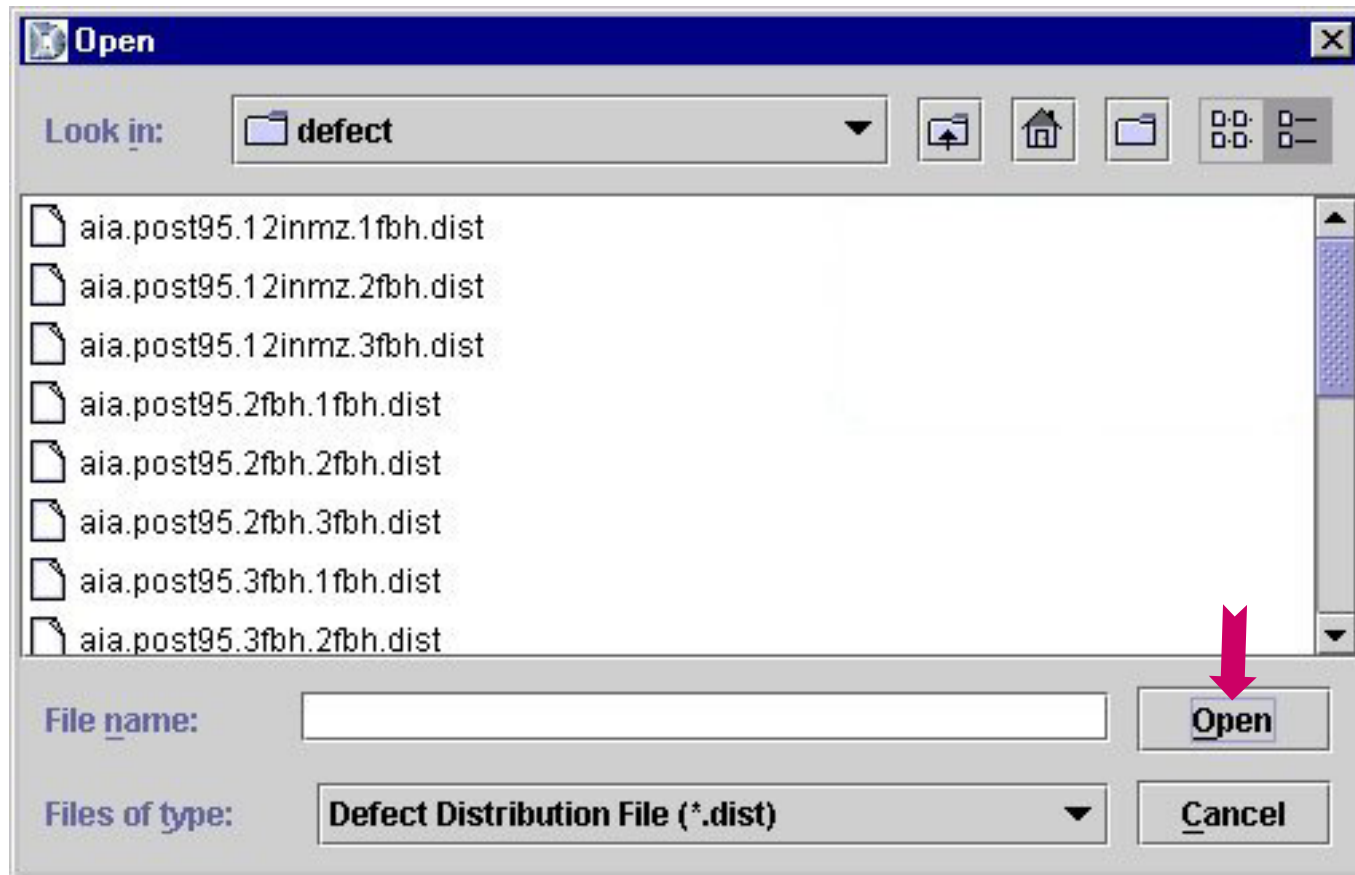 Open
Look in: defect
aia.post95.12inmz.1fbh.dist
aia.post95.12inmz.2fbh.dist
aia.post95.12inmz.3fbh.dist
aia.post95.2fbh.1fbh.dist
aia.post95.2fbh.2fbh.dist
aia.post95.2fbh.3fbh.dist
aia.post95.3fbh.1fbh.dist
aia.post95.3fbh.2fbh.dist
File name: Open
Files of type: Defect Distribution File (*.dist) Cancel